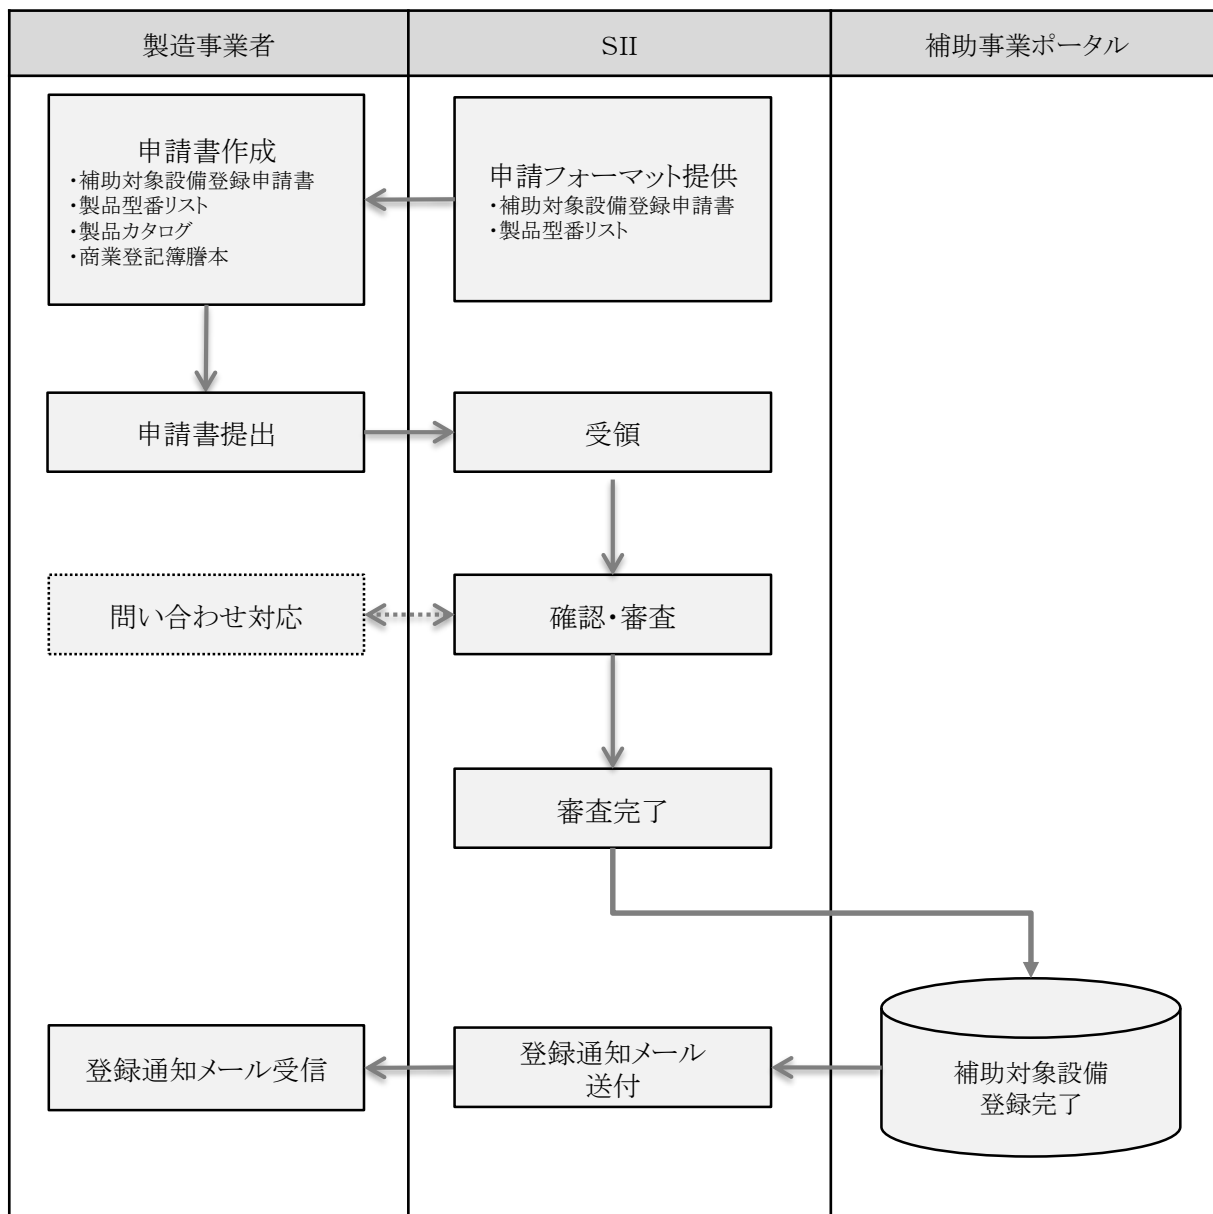 製造事業者
SII
補助事業ポータル
申請書作成
・補助対象設備登録申請書
・製品型番リスト
・製品カタログ
・商業登記簿謄本
申請フォーマット提供
・補助対象設備登録申請書
・製品型番リスト
申請書提出
受領
問い合わせ対応
確認・審査
審査完了
登録通知メール受信
登録通知メール
送付
補助対象設備
登録完了